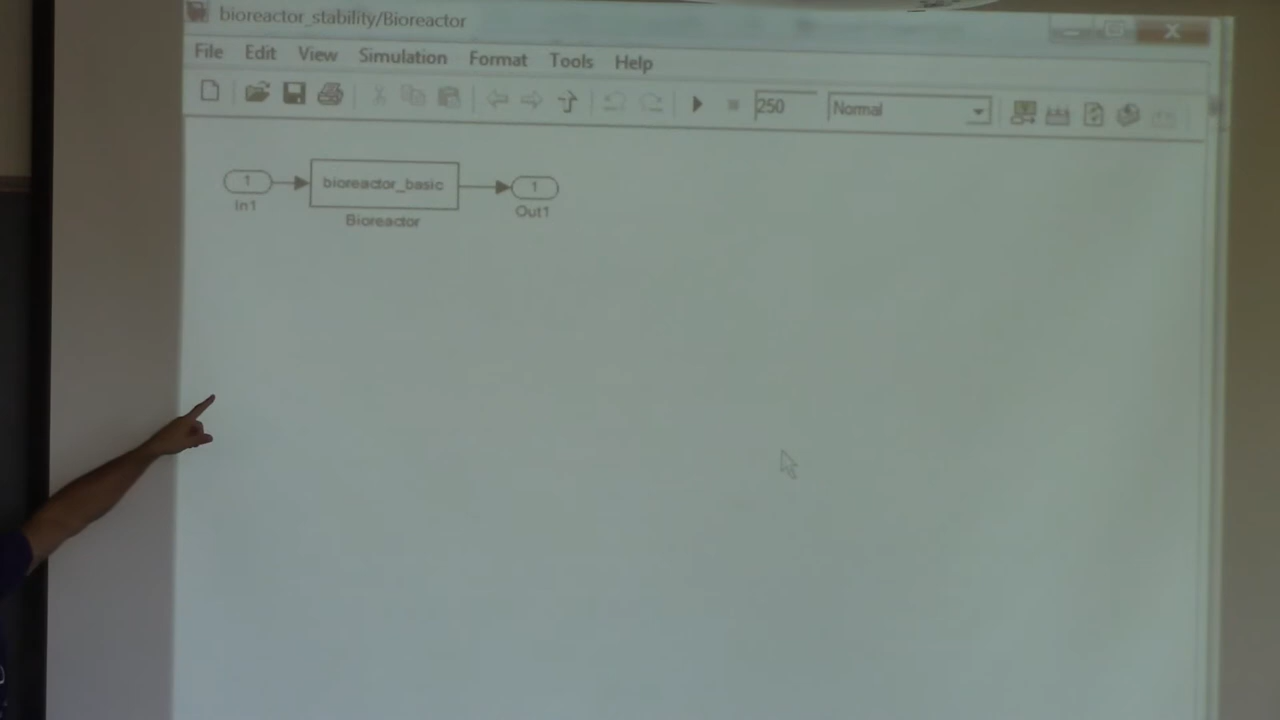 bioreactor_stability/Bioreactor
File Edit View Simulation Format Tools Help
250 Normal
1 bioreactor_basic 1
In1 Bioreactor Out1